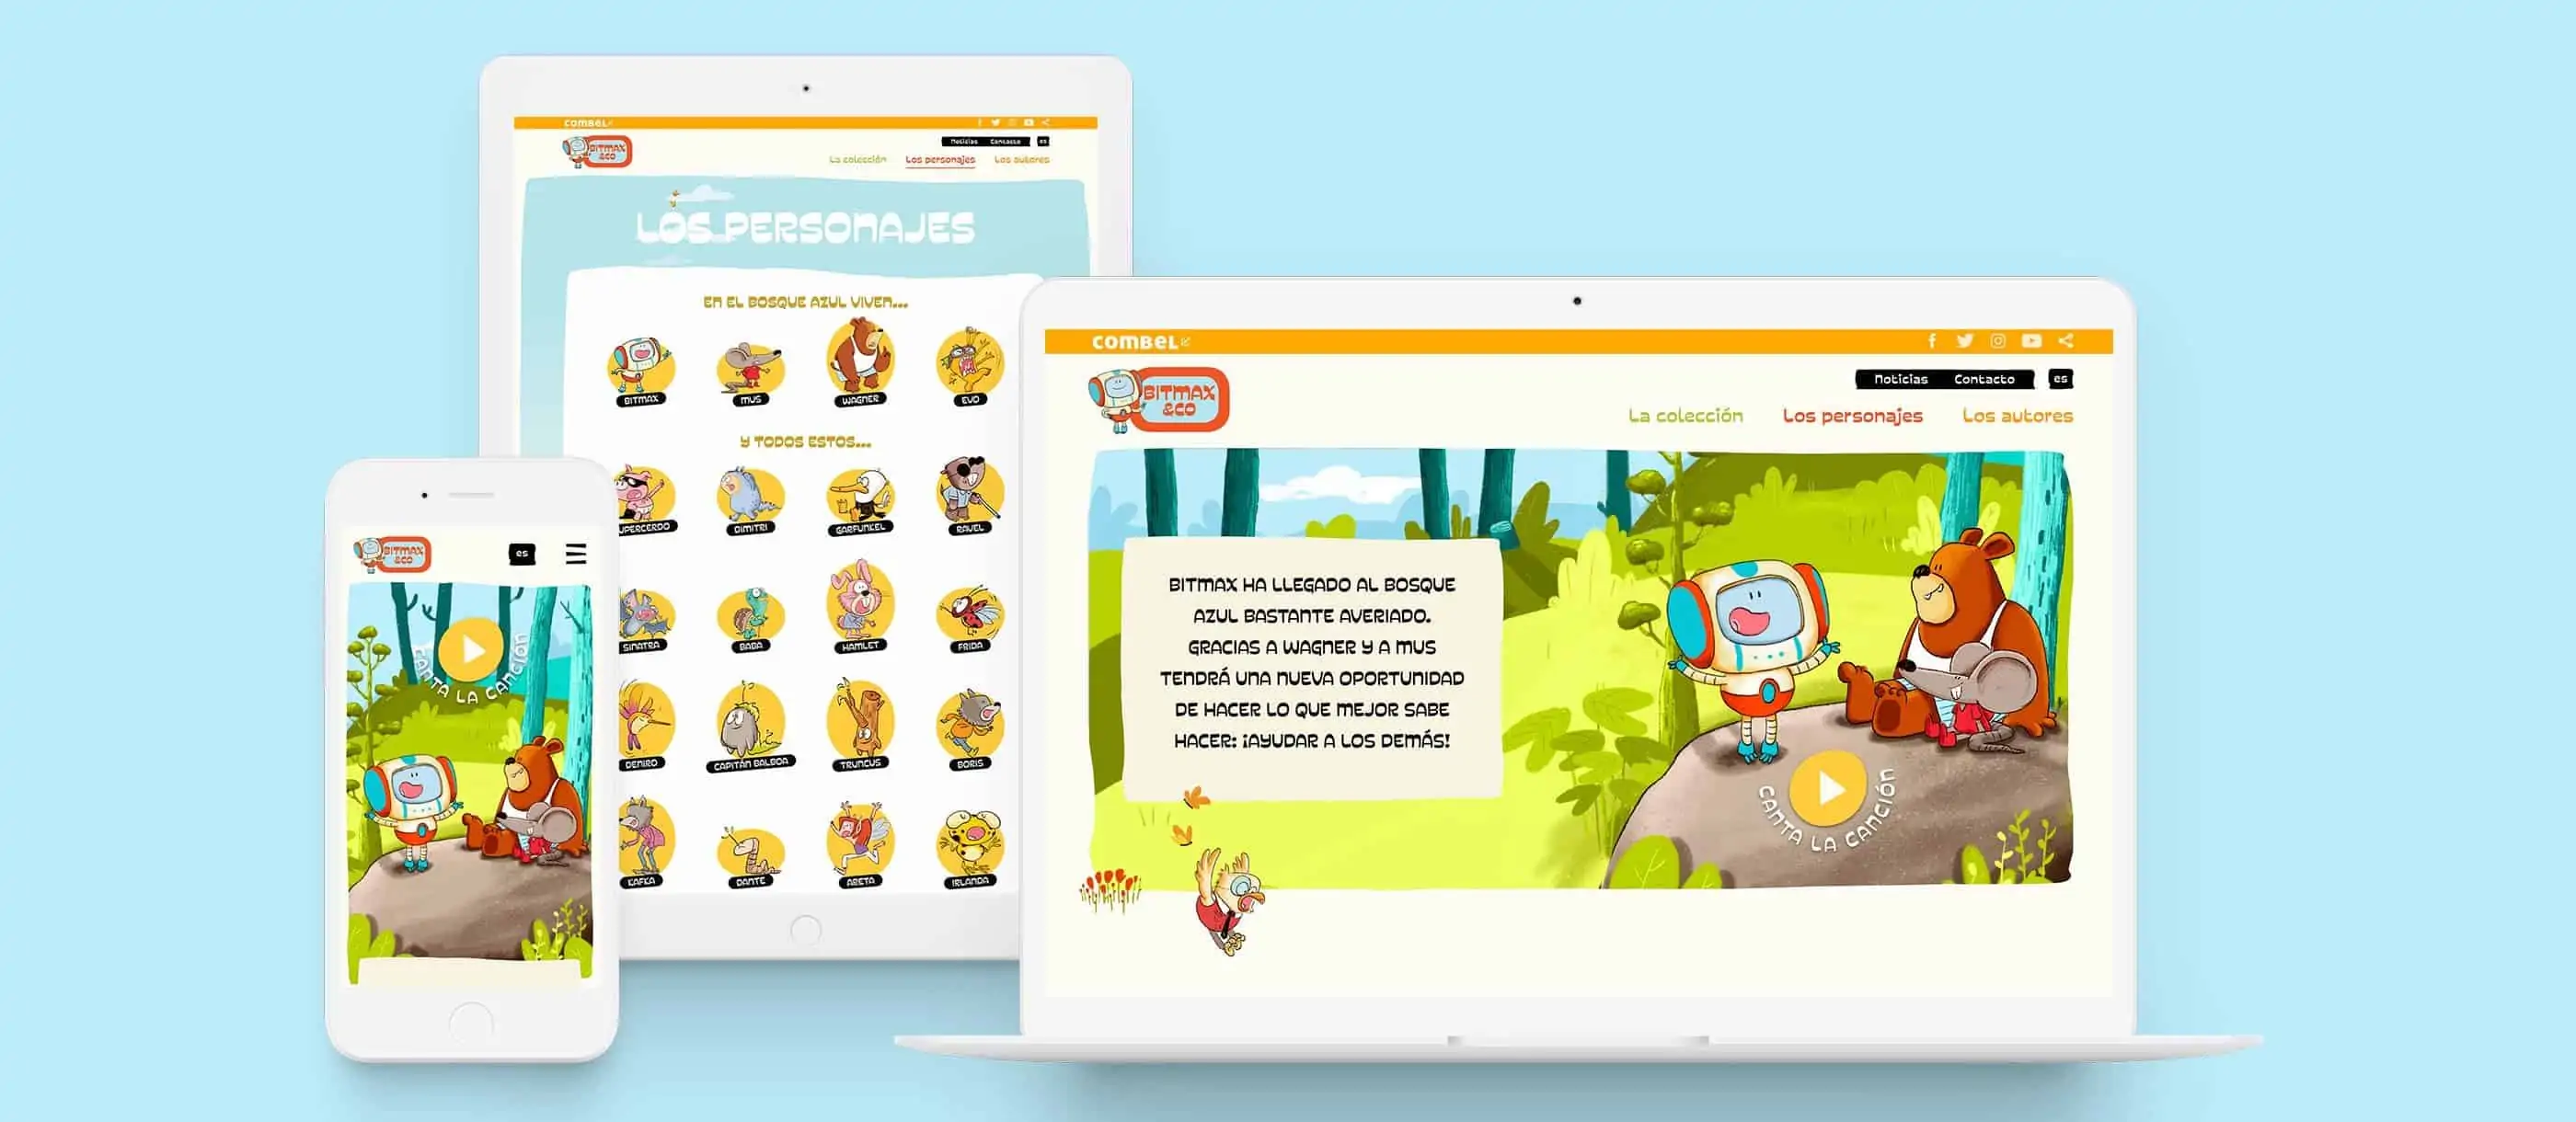 COMBEL
BITMAX
&CO
Noticias Contacto es
La colección Los personajes Los autores
LOS PERSONAJES
EN EL BOSQUE AZUL VIVEN...
BITMAX MUS WAGNER EVO
Y TODOS ESTOS...
UPERCERDO DIMITRI GARFUNKEL RAVEL
SINATRA BABA HAMLET FRIDA
DENIRO CAPITÁN BALBOA TRUNCUS BORIS
KAFKA DANTE ARETA IRLANDA
BITMAX
&CO
es
CANTA LA CANCIÓN
COMBEL
BITMAX
&CO
Noticias Contacto es
La colección Los personajes Los autores
BITMAX HA LLEGADO AL BOSQUE
AZUL BASTANTE AVERIADO.
GRACIAS A WAGNER Y A MUS
TENDRÁ UNA NUEVA OPORTUNIDAD
DE HACER LO QUE MEJOR SABE
HACER: ¡AYUDAR A LOS DEMÁS!
CANTA LA CANCIÓN